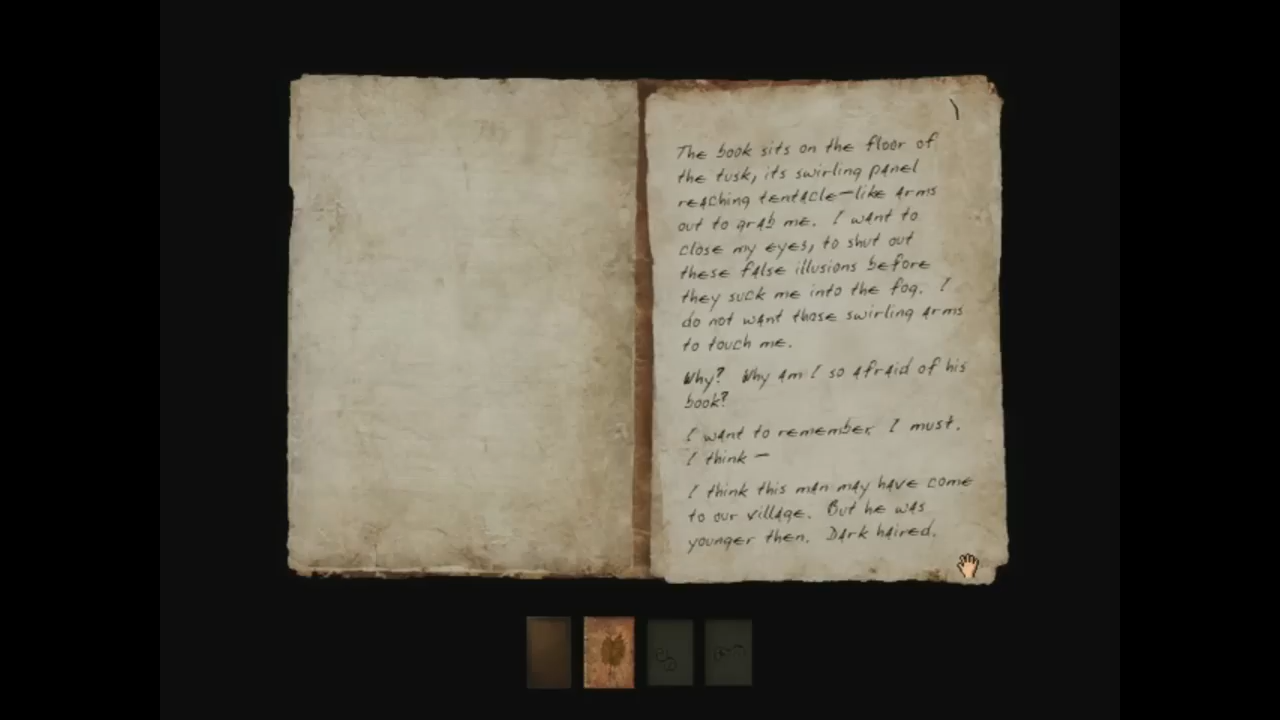 The book sits on the floor of
the tusk, its swirling panel
reaching tentacle-like arms
out to grab me. I want to
close my eyes, to shut out
these false illusions before
they suck me into the fog. I
do not want those swirling arms
to touch me.
Why? Why am I so afraid of his
book?
I want to remember. I must.
I think —
I think this man may have come
to our village. But he was
younger then. Dark haired.